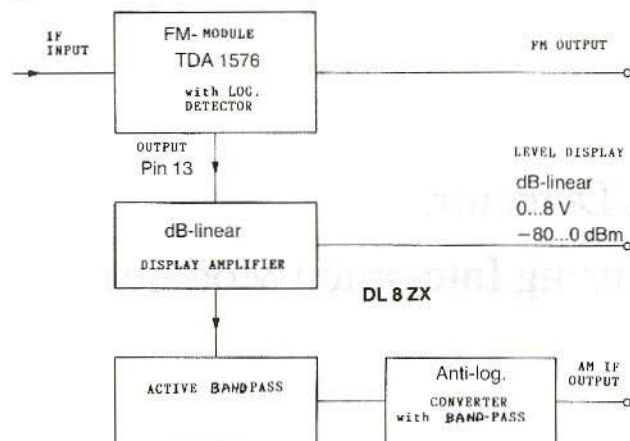 IF
INPUT
FM-MODULE
TDA 1576
with LOG.
DETECTOR
FM OUTPUT
OUTPUT
Pin 13
LEVEL DISPLAY
dB-linear
0...8 V
−80...0 dBm
dB-linear
DISPLAY AMPLIFIER
DL 8 ZX
ACTIVE BANDPASS
Anti-log.
CONVERTER
with BAND-PASS
AM IF
OUTPUT